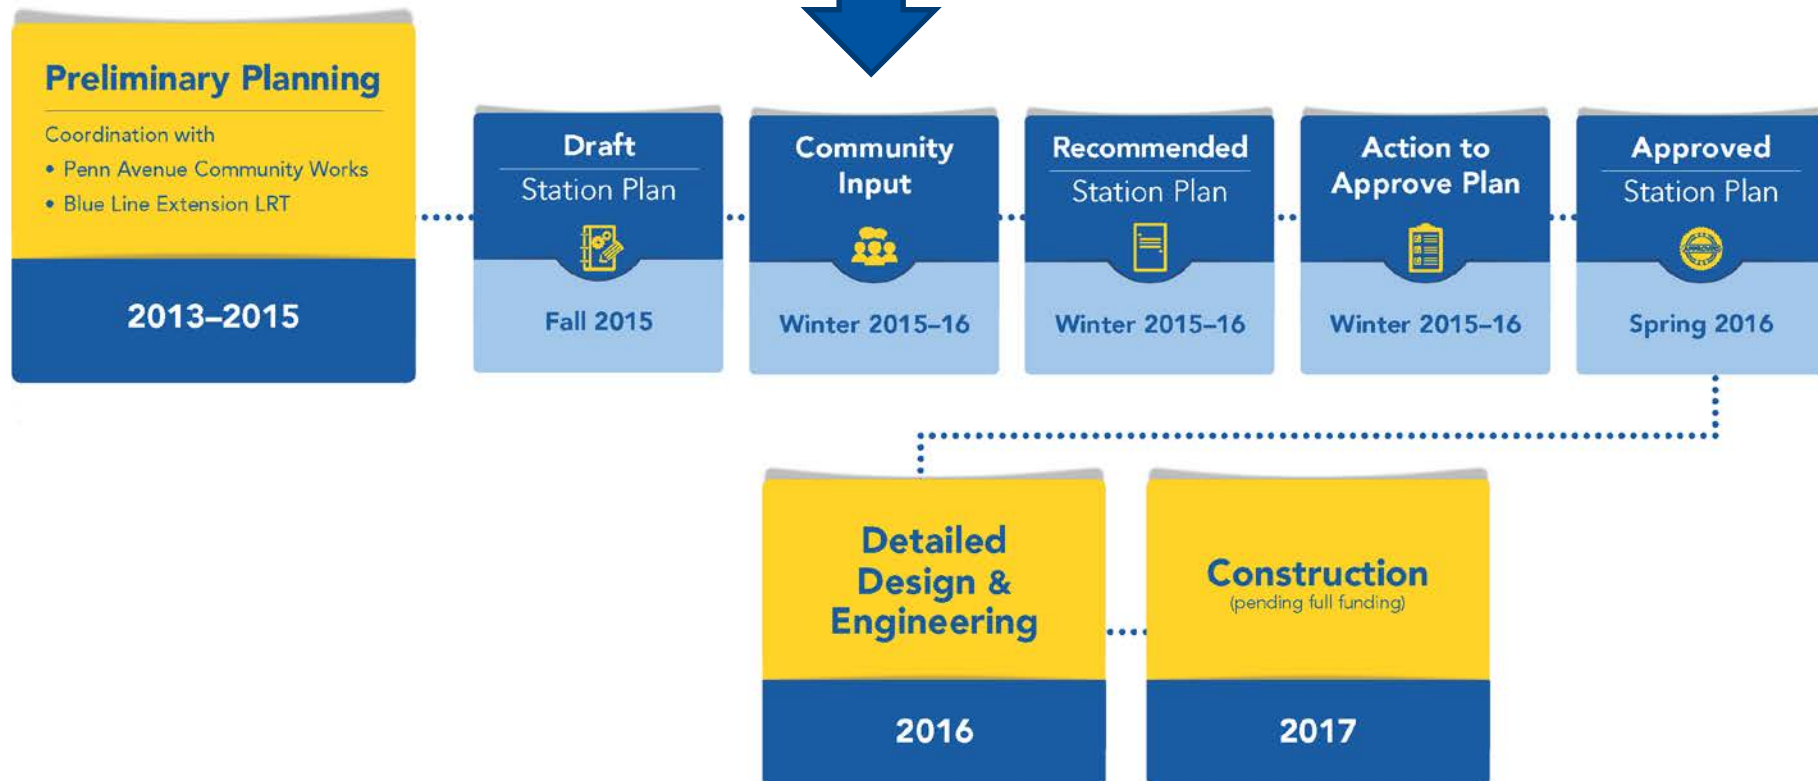 Preliminary Planning
Coordination with
• Penn Avenue Community Works
• Blue Line Extension LRT
2013–2015
Draft
Station Plan
Fall 2015
Community
Input
Winter 2015–16
Recommended
Station Plan
Winter 2015–16
Action to
Approve Plan
Winter 2015–16
Approved
Station Plan
APPROVED
Spring 2016
Detailed
Design &
Engineering
2016
Construction
(pending full funding)
2017